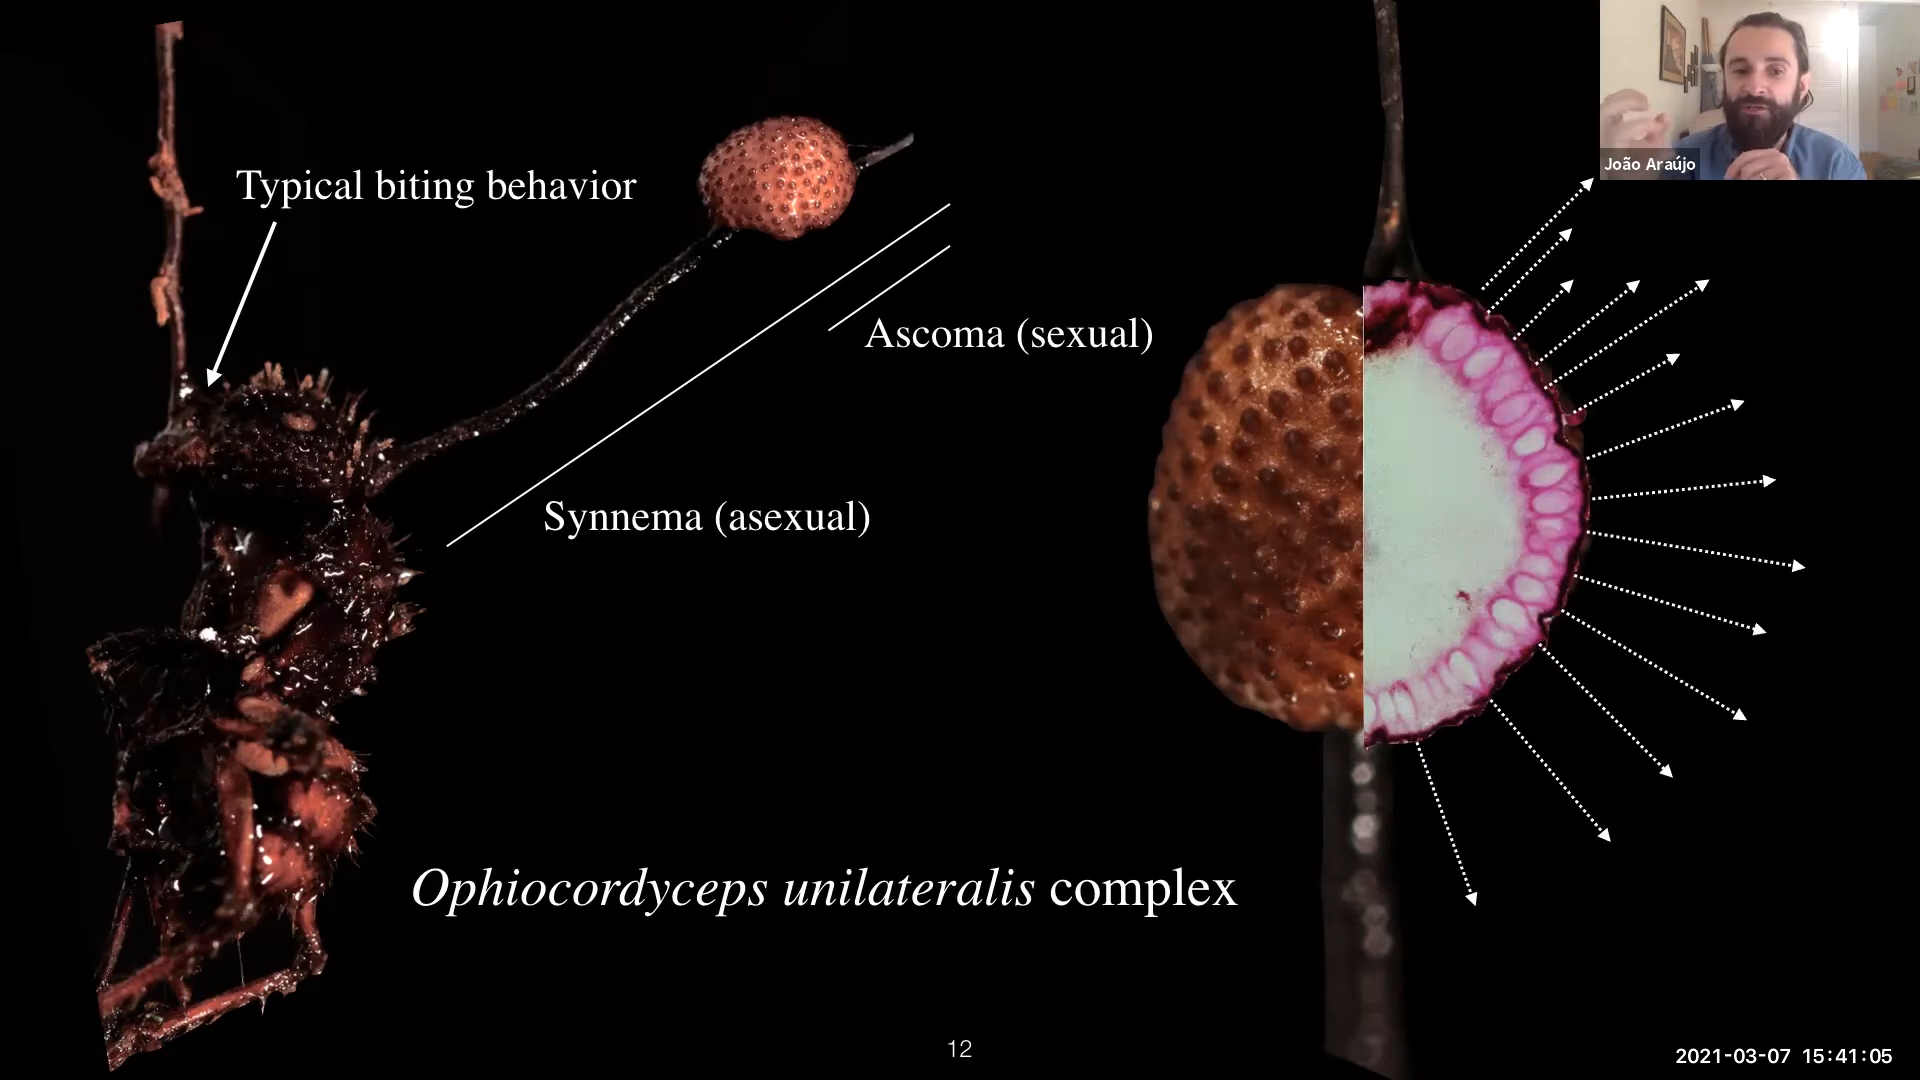 João Araújo
Typical biting behavior
Ascoma (sexual)
Synnema (asexual)
Ophiocordyceps unilateralis complex
12
2021-03-07 15:41:05